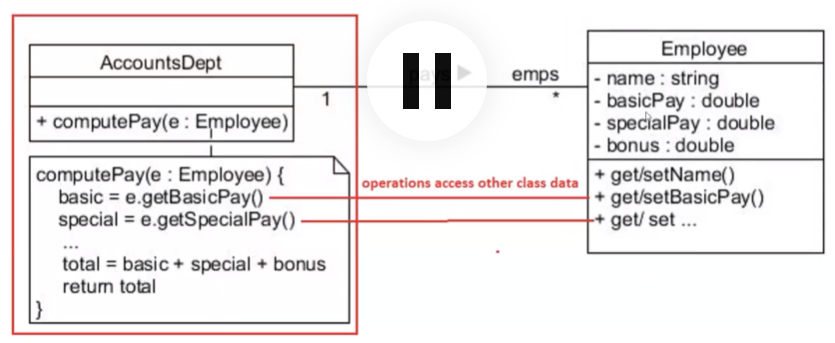 AccountsDept
+ computePay(e : Employee)
computePay(e : Employee) {
basic = e.getBasicPay()
special = e.getSpecialPay()
...
total = basic + special + bonus
return total
}
1
pays
emps
*
operations access other class data
Employee
- name : string
- basicPay : double
- specialPay : double
- bonus : double
+ get/setName()
+ get/setBasicPay()
+ get/ set ...